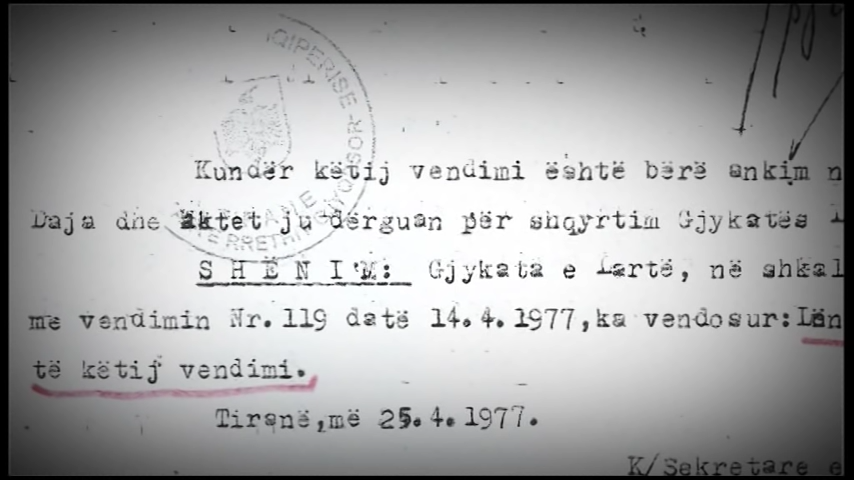 QIPERISE
Kundër këtij vendimi është bërë ankim n
Daja dhe aktet ju dërguan për shqyrtim Gjykatës L
SHËNIM: Gjykata e Lartë, në shkal
me vendimin Nr.119 datë 14.4.1977,ka vendosur:Lën
të këtij vendimi.
Tiranë,më 25.4.1977.
K/Sekretare e